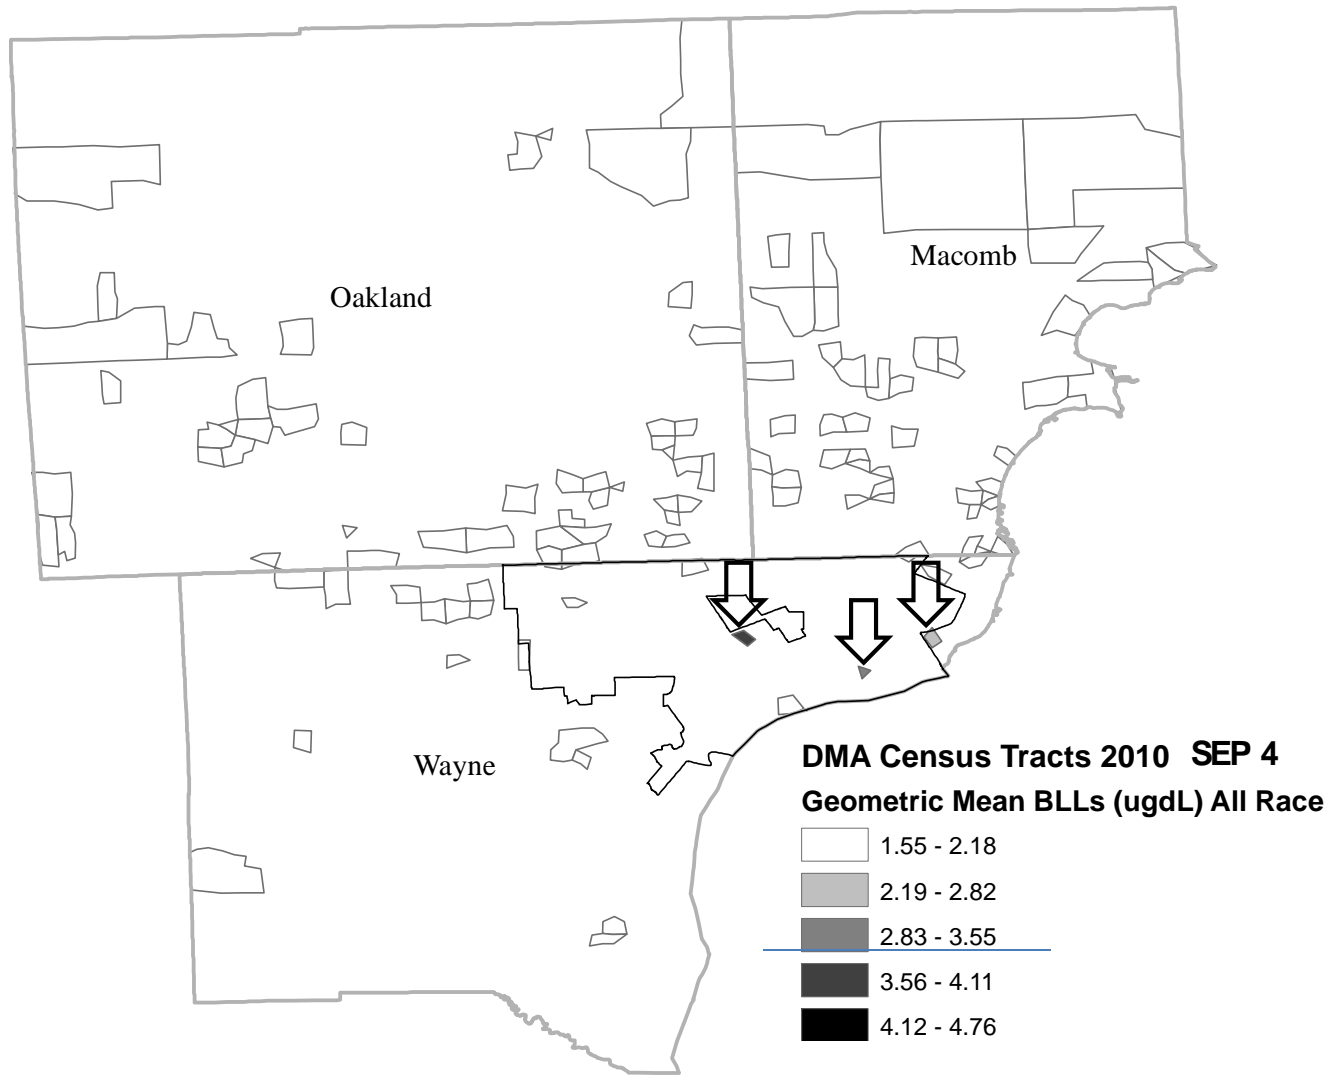 Macomb
Oakland
Wayne
DMA Census Tracts 2010 SEP 4
Geometric Mean BLLs (ugdL) All Race
1.55 - 2.18
2.19 - 2.82
2.83 - 3.55
3.56 - 4.11
4.12 - 4.76